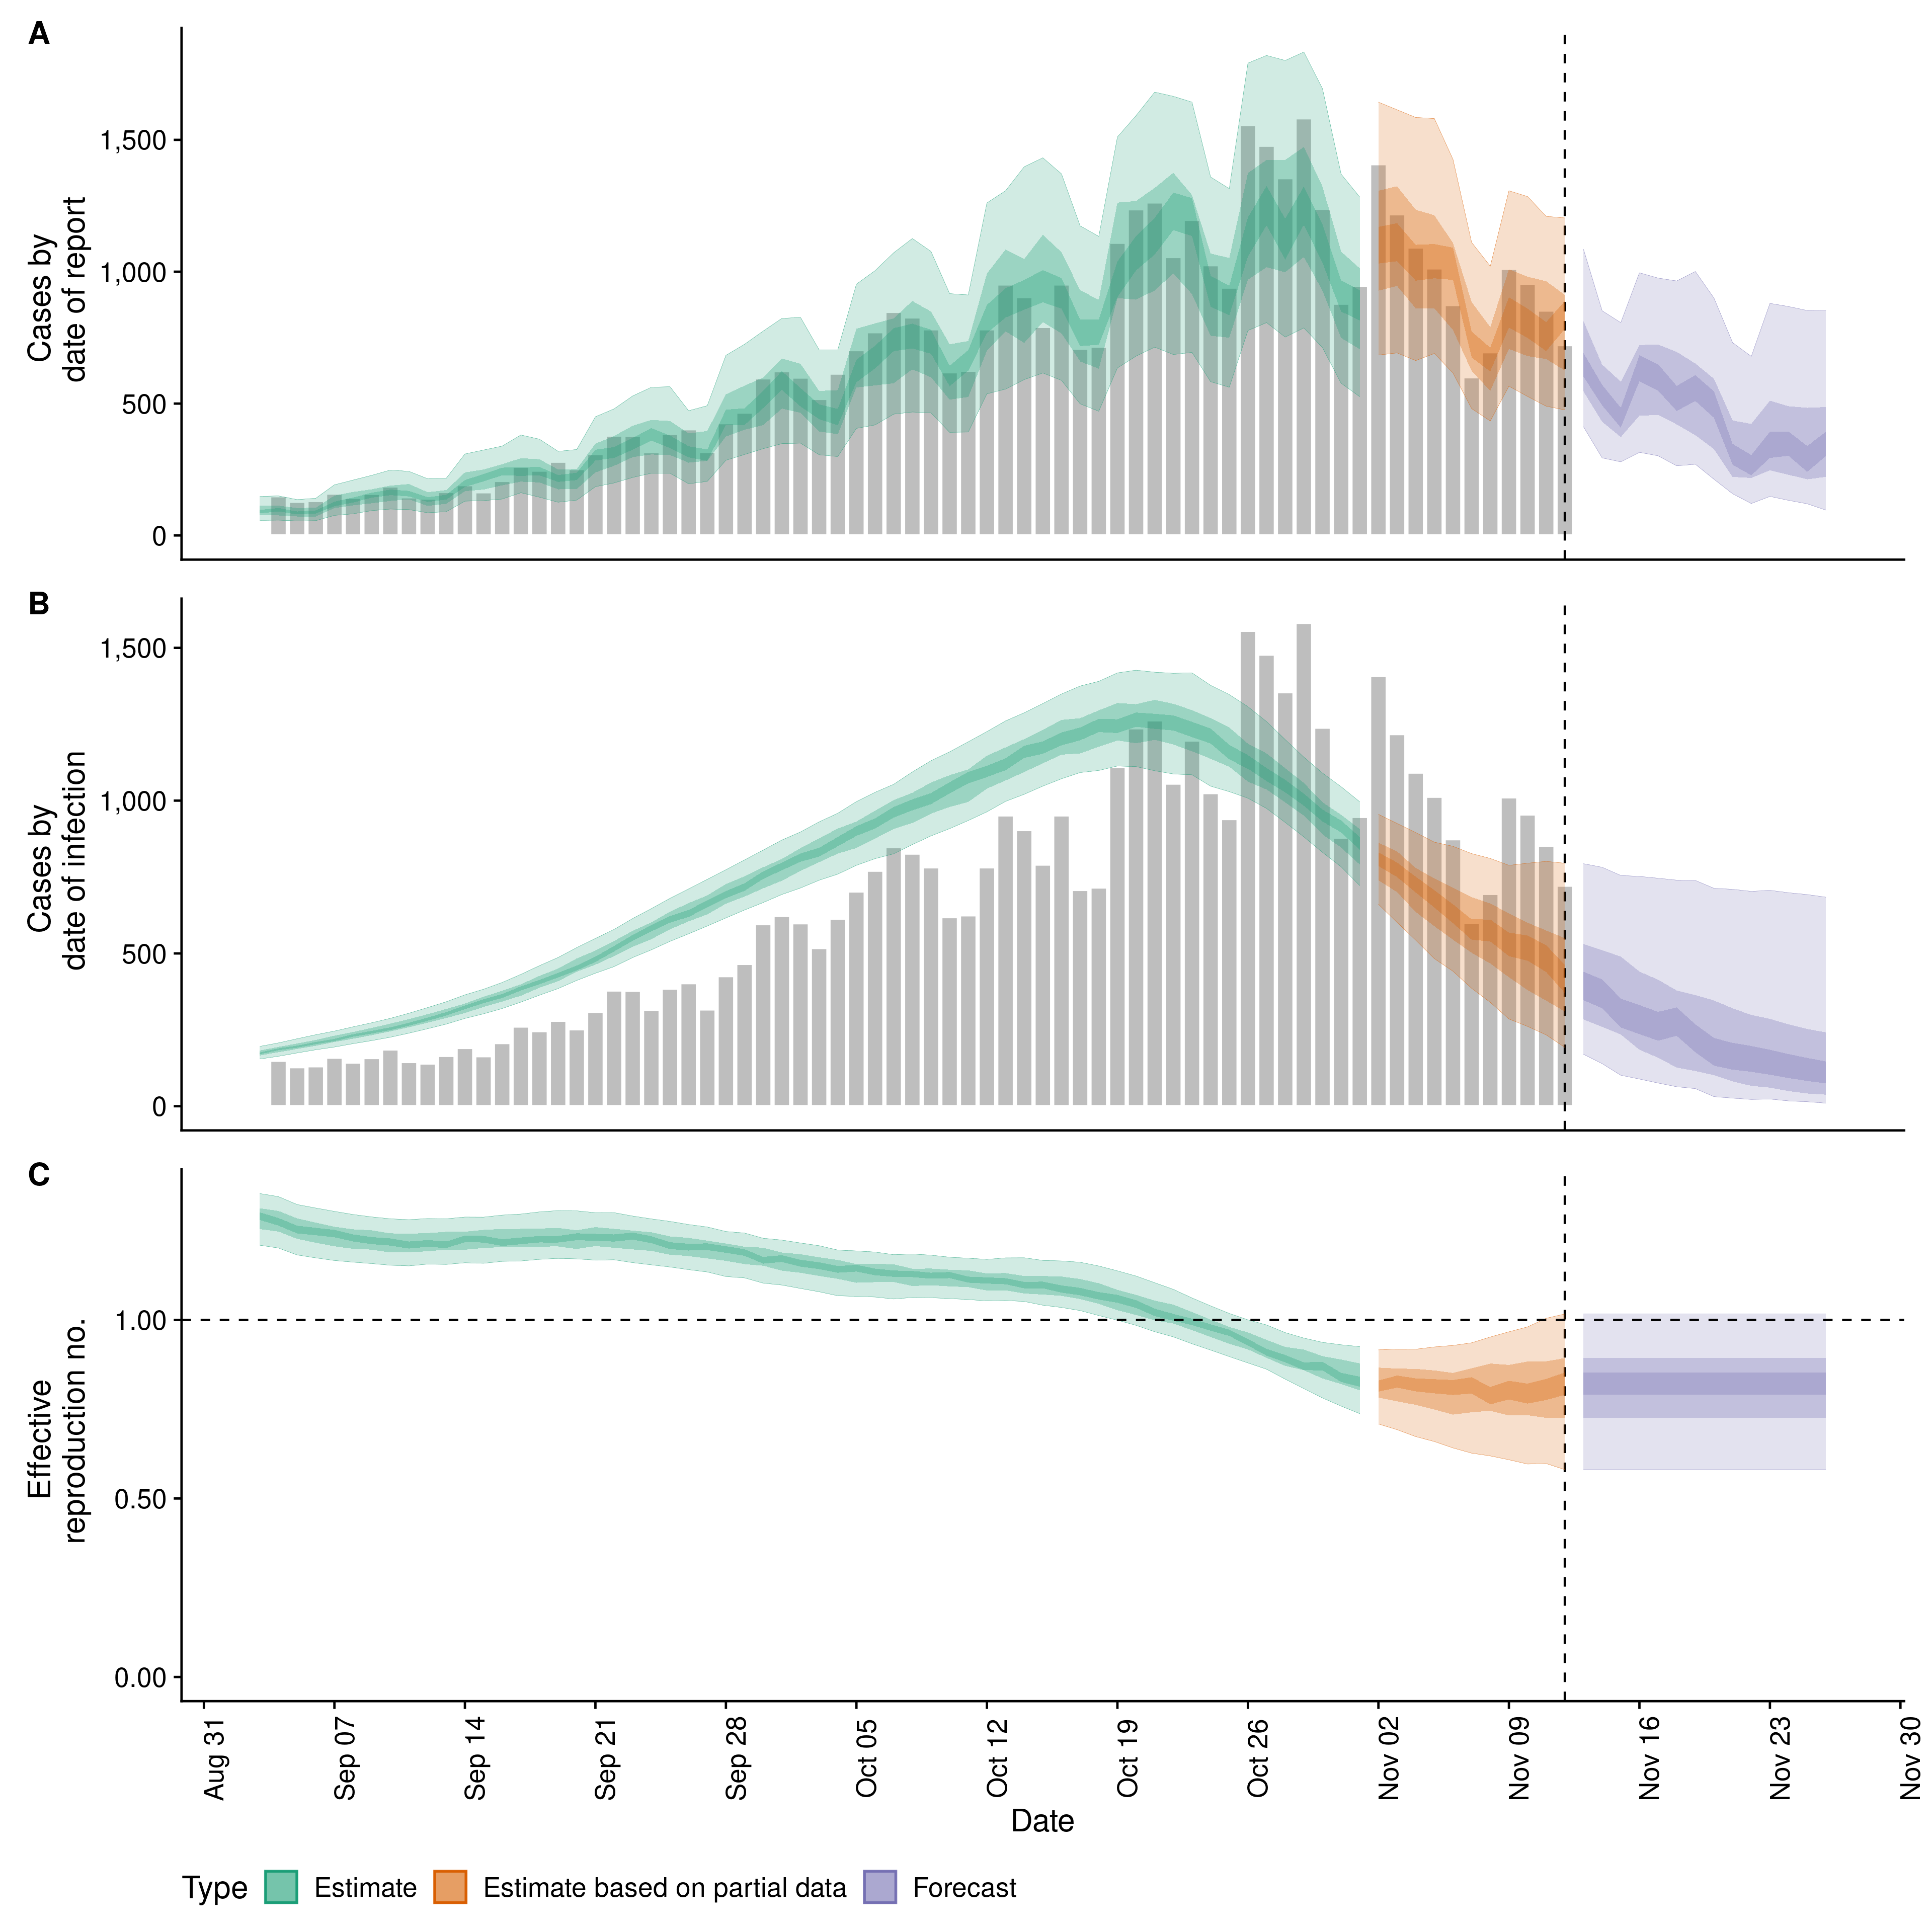 A
Cases by
date of report
1,500
1,000
500
0
B
Cases by
date of infection
1,500
1,000
500
0
C
Effective
reproduction no.
1.00
0.50
0.00
Aug 31
Sep 07
Sep 14
Sep 21
Sep 28
Oct 05
Oct 12
Oct 19
Oct 26
Nov 02
Nov 09
Nov 16
Nov 23
Nov 30
Date
Type
Estimate
Estimate based on partial data
Forecast